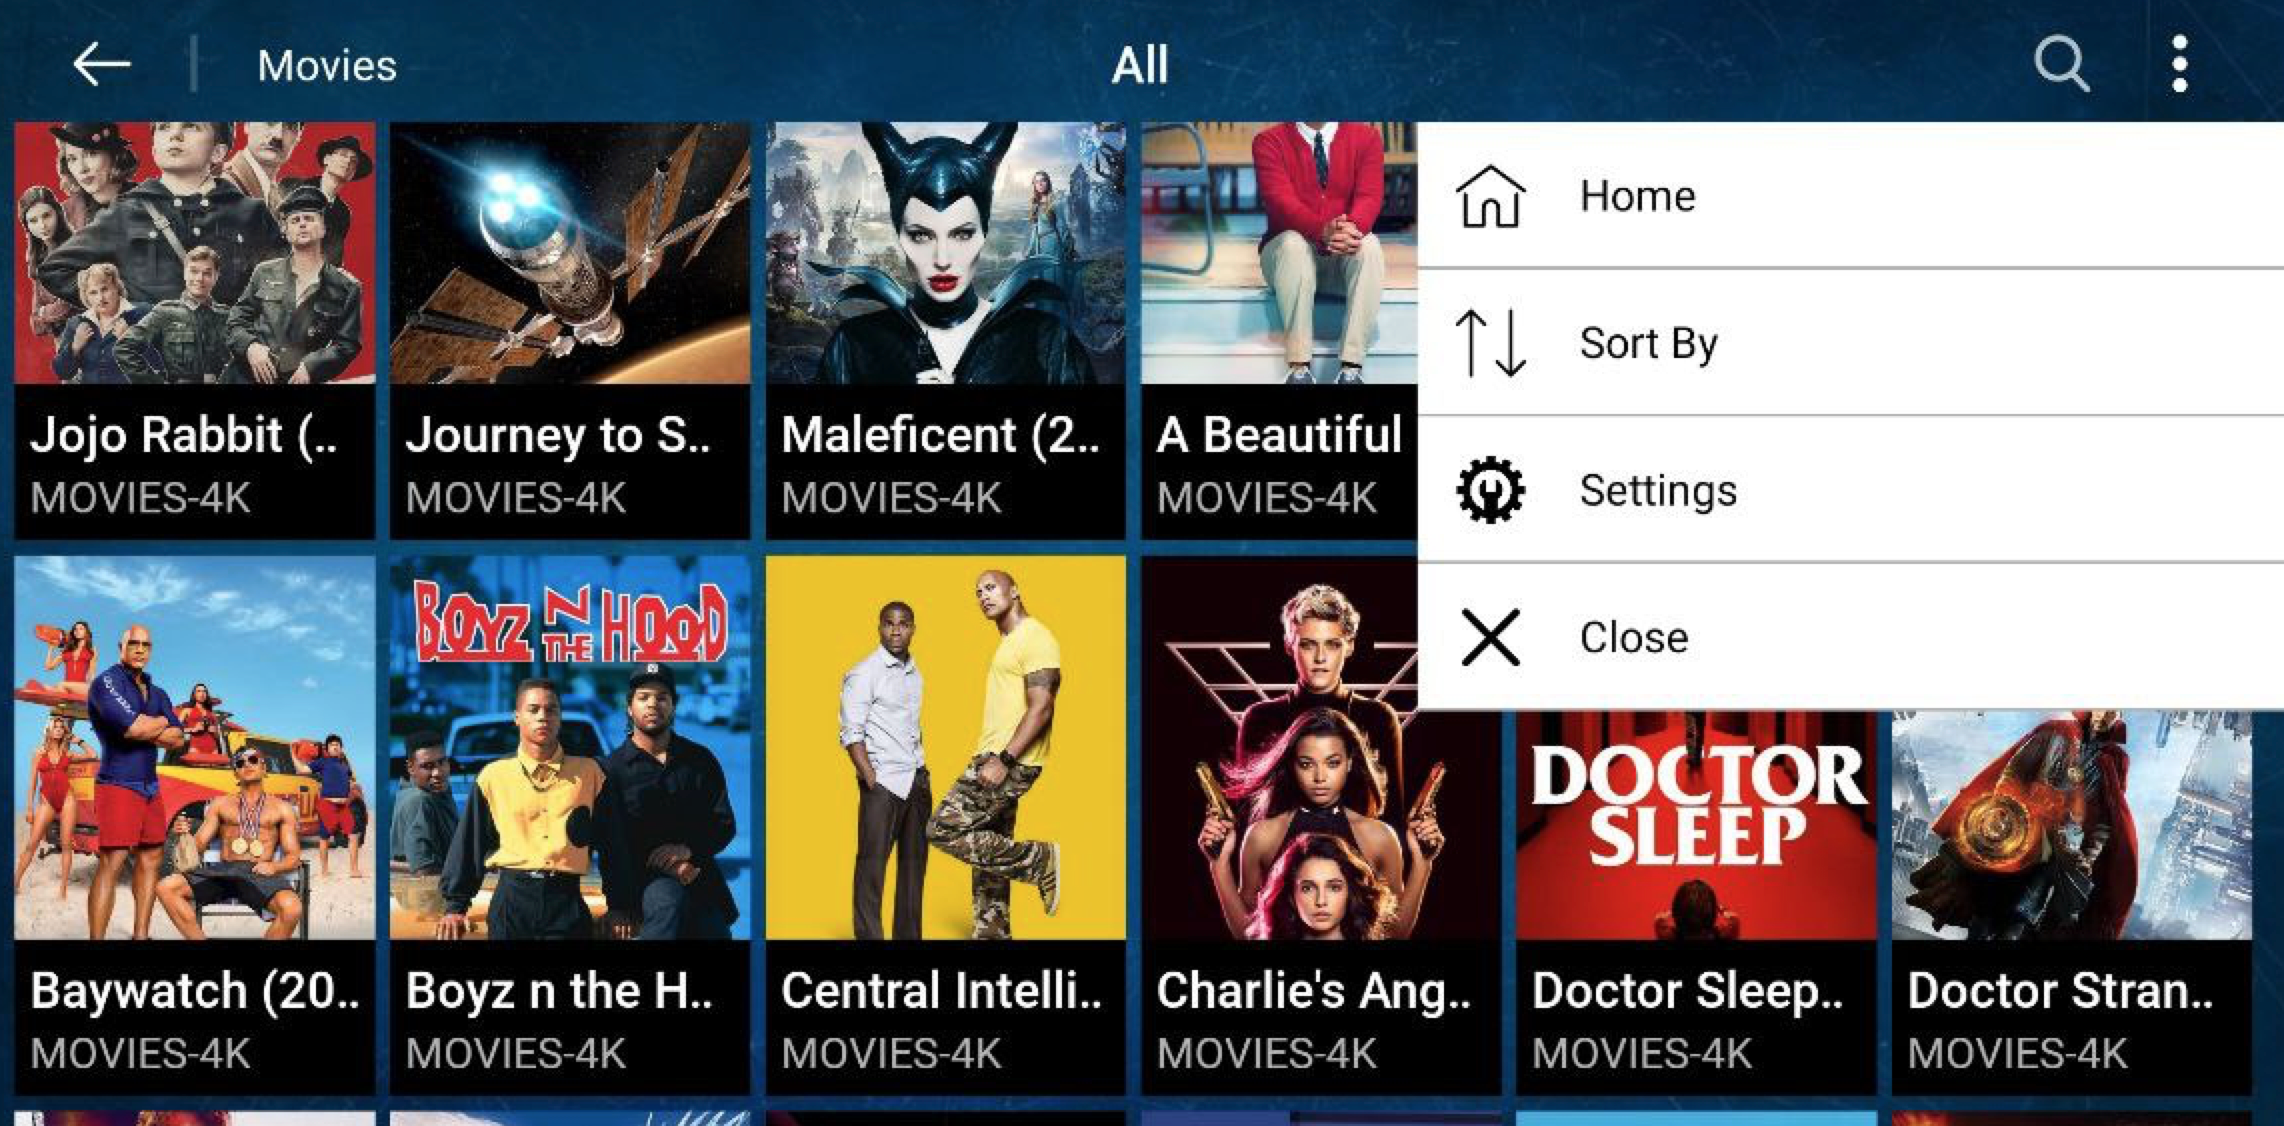 Movies
All
Home
Sort By
Settings
Close
Jojo Rabbit (..
MOVIES-4K
Journey to S..
MOVIES-4K
Maleficent (2..
MOVIES-4K
A Beautiful
MOVIES-4K
BOYZ N THE HOOD
DOCTOR
SLEEP
Baywatch (20..
MOVIES-4K
Boyz n the H..
MOVIES-4K
Central Intelli..
MOVIES-4K
Charlie's Ang..
MOVIES-4K
Doctor Sleep..
MOVIES-4K
Doctor Stran..
MOVIES-4K